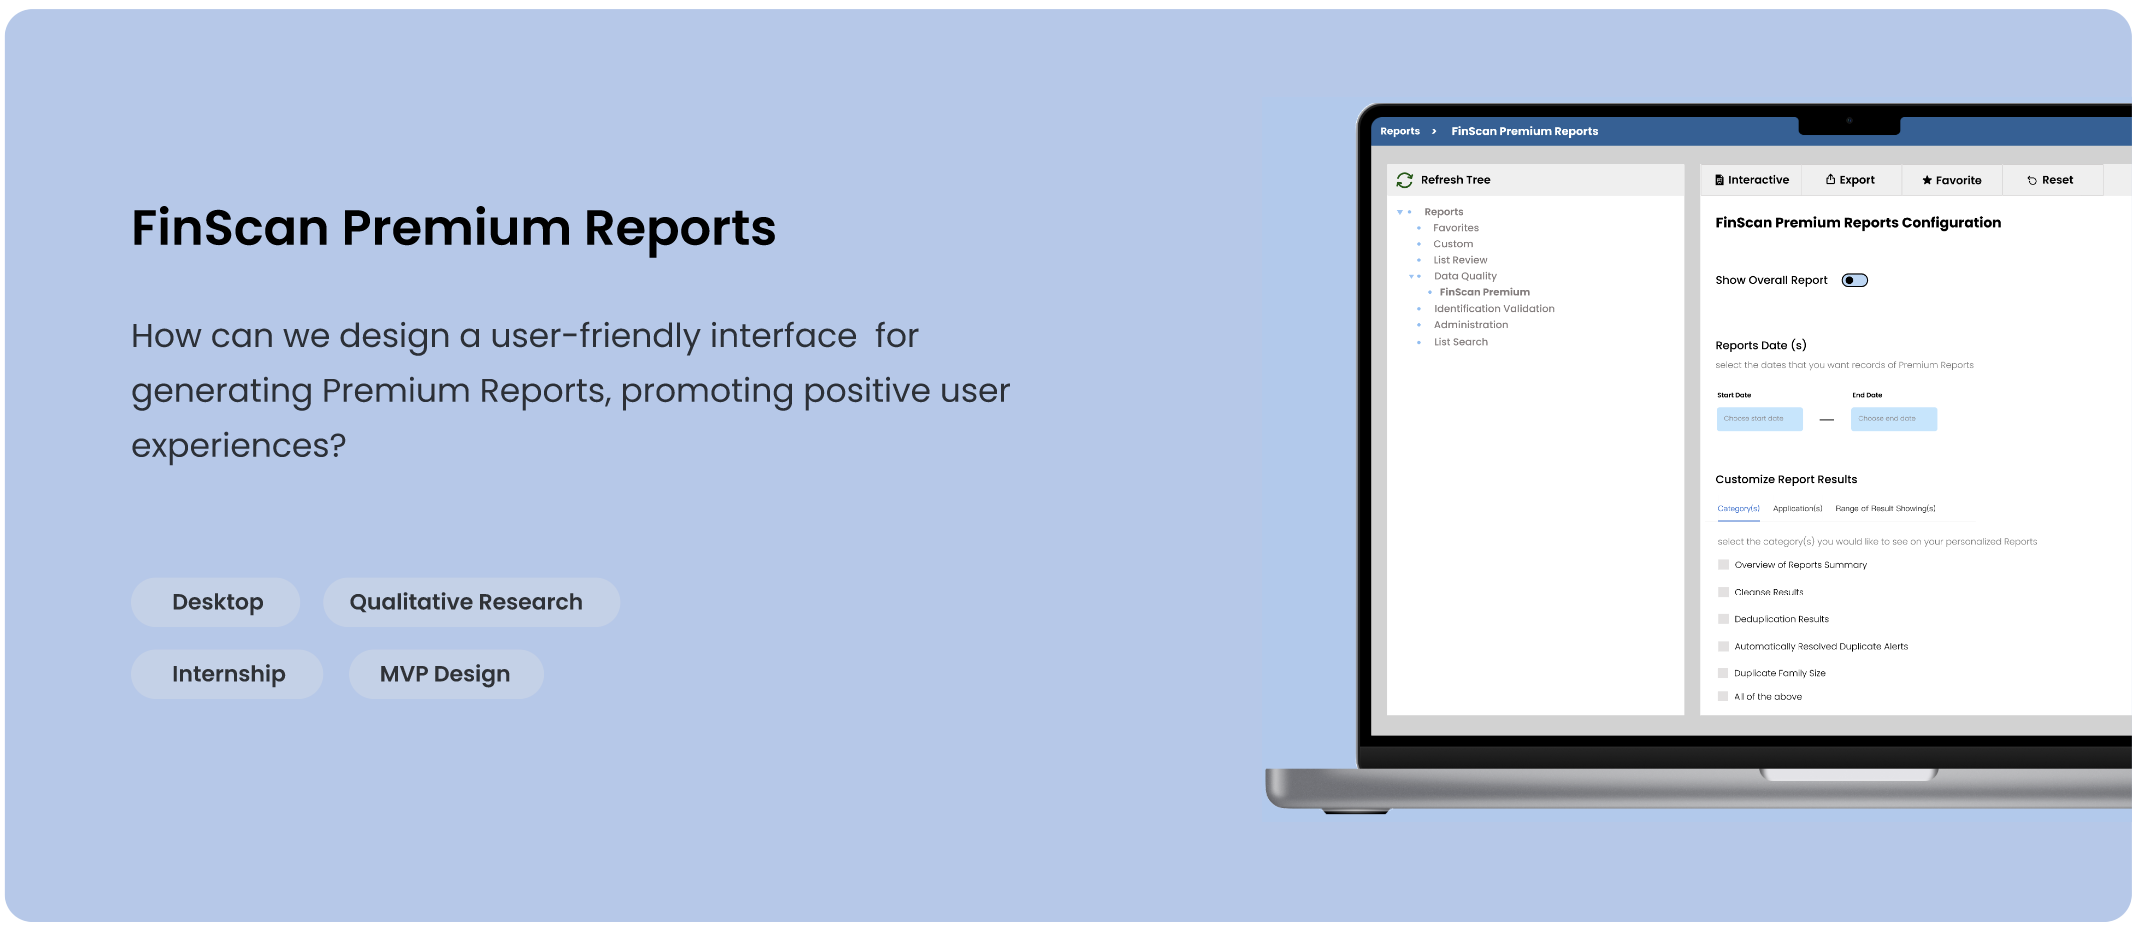 FinScan Premium Reports
How can we design a user-friendly interface for
generating Premium Reports, promoting positive user
experiences?
Desktop
Qualitative Research
Internship
MVP Design
Reports > FinScan Premium Reports
Refresh Tree
Reports
Favorites
Custom
List Review
Data Quality
FinScan Premium
Identification Validation
Administration
List Search
Interactive
Export
Favorite
Reset
FinScan Premium Reports Configuration
Show Overall Report
Reports Date (s)
select the dates that you want records of Premium Reports
Start Date
End Date
Choose start date
Choose end date
Customize Report Results
Category(s)
Application(s)
Range of Result Showing(s)
select the category(s) you would like to see on your personalized Reports
Overview of Reports Summary
Cleanse Results
Deduplication Results
Automatically Resolved Duplicate Alerts
Duplicate Family Size
All of the above